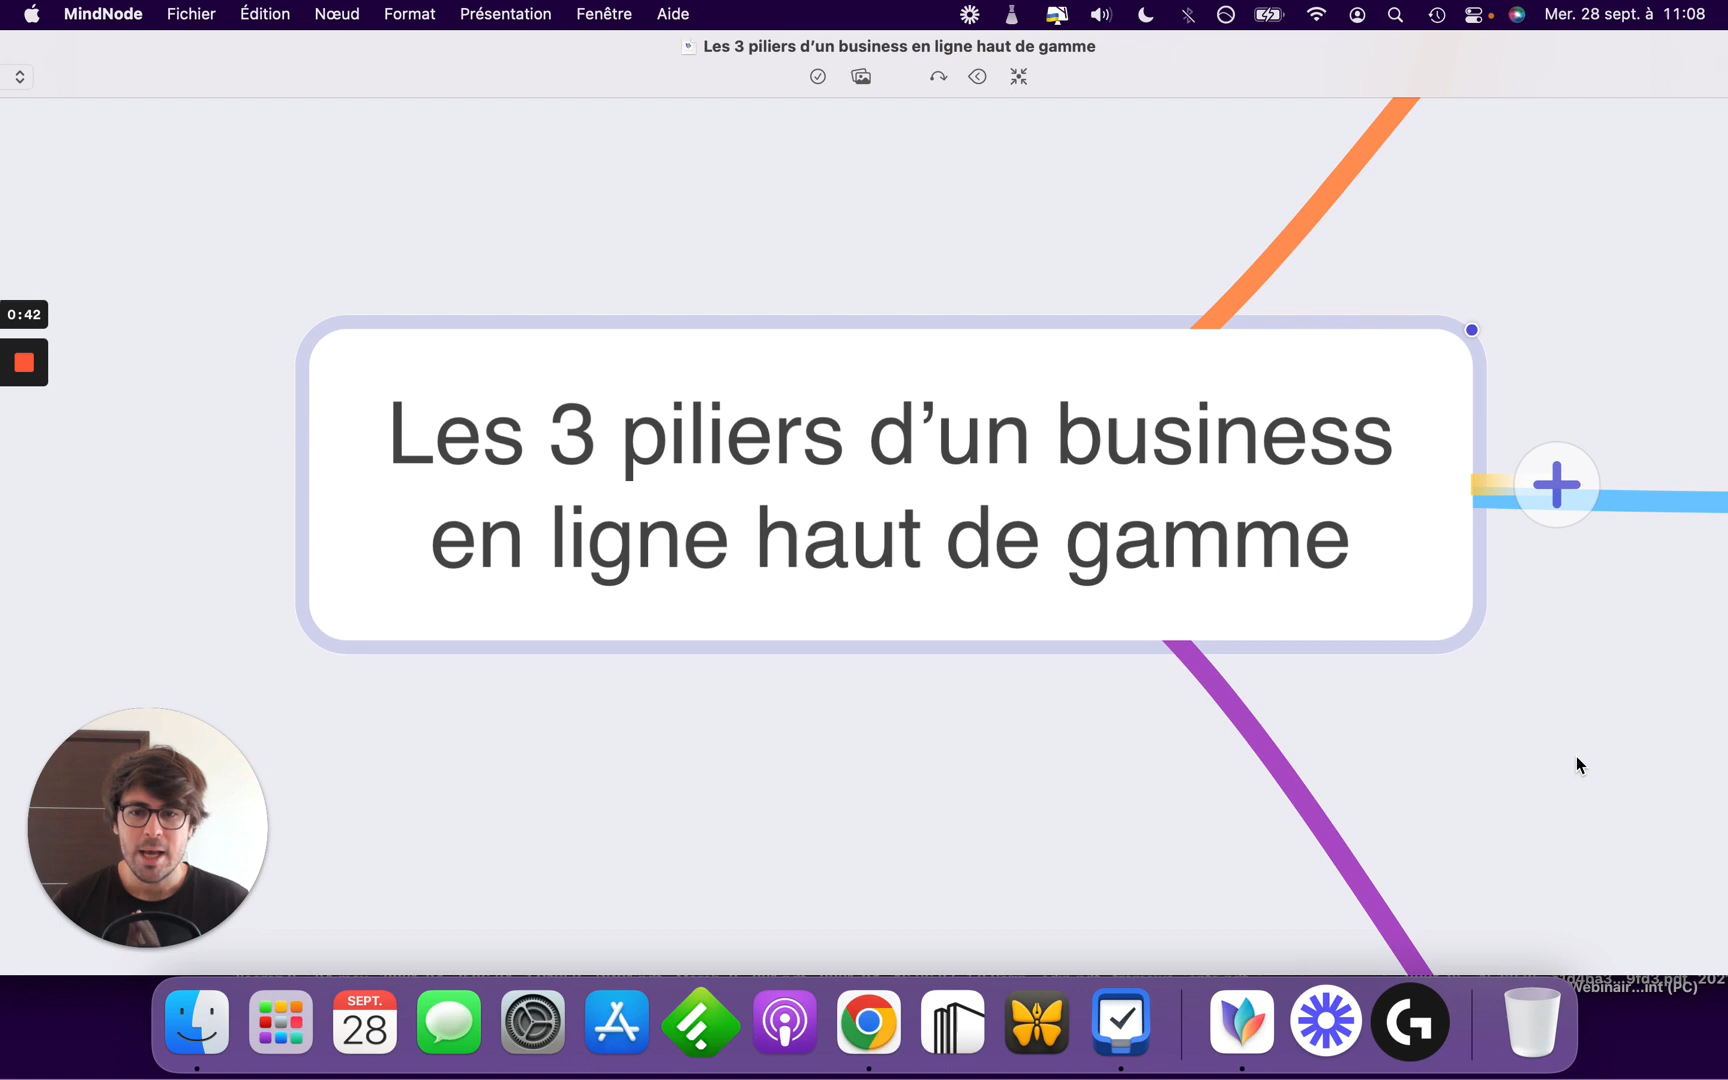 MindNode Fichier Édition Nœud Format Présentation Fenêtre Aide Mer. 28 sept. à 11:08
Les 3 piliers d’un business en ligne haut de gamme
0:42
Les 3 piliers d’un business
en ligne haut de gamme
SEPT.
28